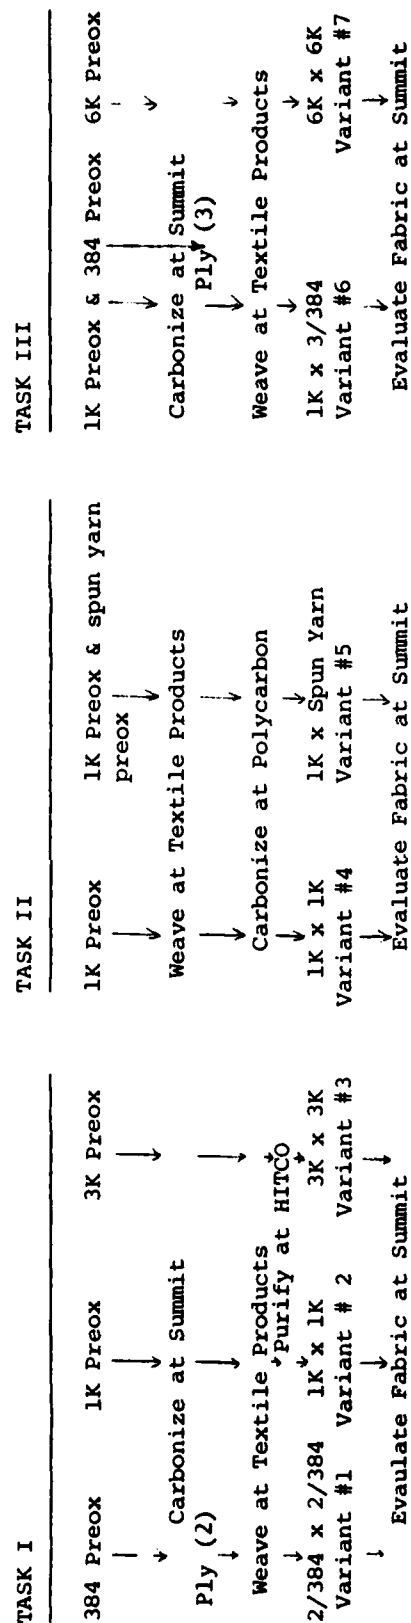 TASK I
384 Preox 1K Preox 3K Preox
Carbonize at Summit
Ply (2)
Weave at Textile Products
Purify at HITCO
2/384 x 2/384 1K x 1K 3K x 3K
Variant #1 Variant # 2 Variant #3
Evaulate Fabric at Summit
TASK II
1K Preox 1K Preox & spun yarn
preox
Weave at Textile Products
Carbonize at Polycarbon
1K x 1K 1K x Spun Yarn
Variant #4 Variant #5
Evaluate Fabric at Summit
TASK III
1K Preox & 384 Preox 6K Preox
Carbonize at Summit
Ply (3)
Weave at Textile Products
1K x 3/384 6K x 6K
Variant #6 Variant #7
Evaluate Fabric at Summit